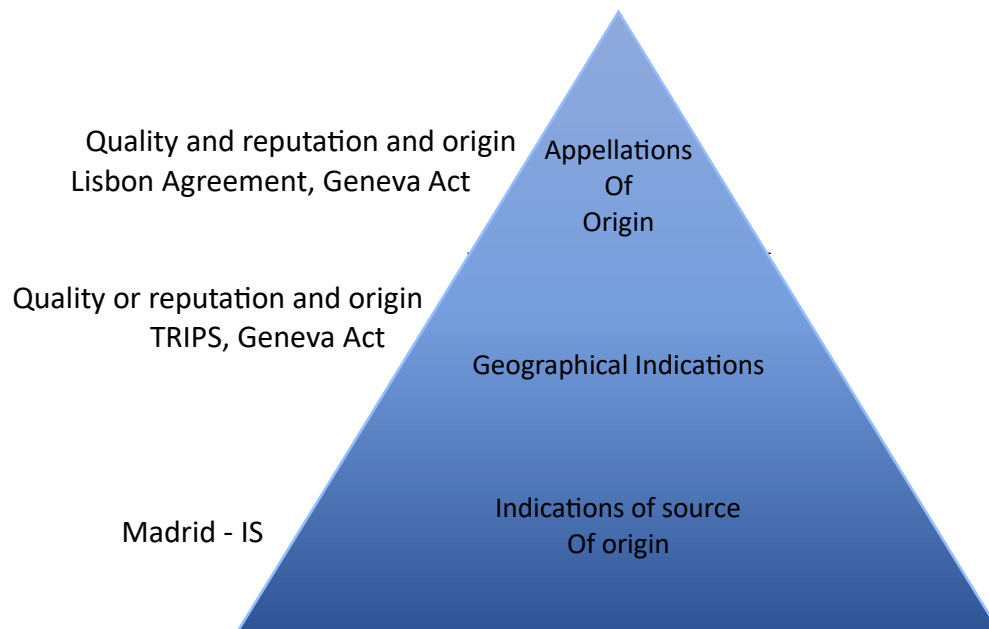 Quality and reputation and origin
Lisbon Agreement, Geneva Act
Appellations
Of
Origin
Quality or reputation and origin
TRIPS, Geneva Act
Geographical Indications
Madrid - IS
Indications of source
Of origin